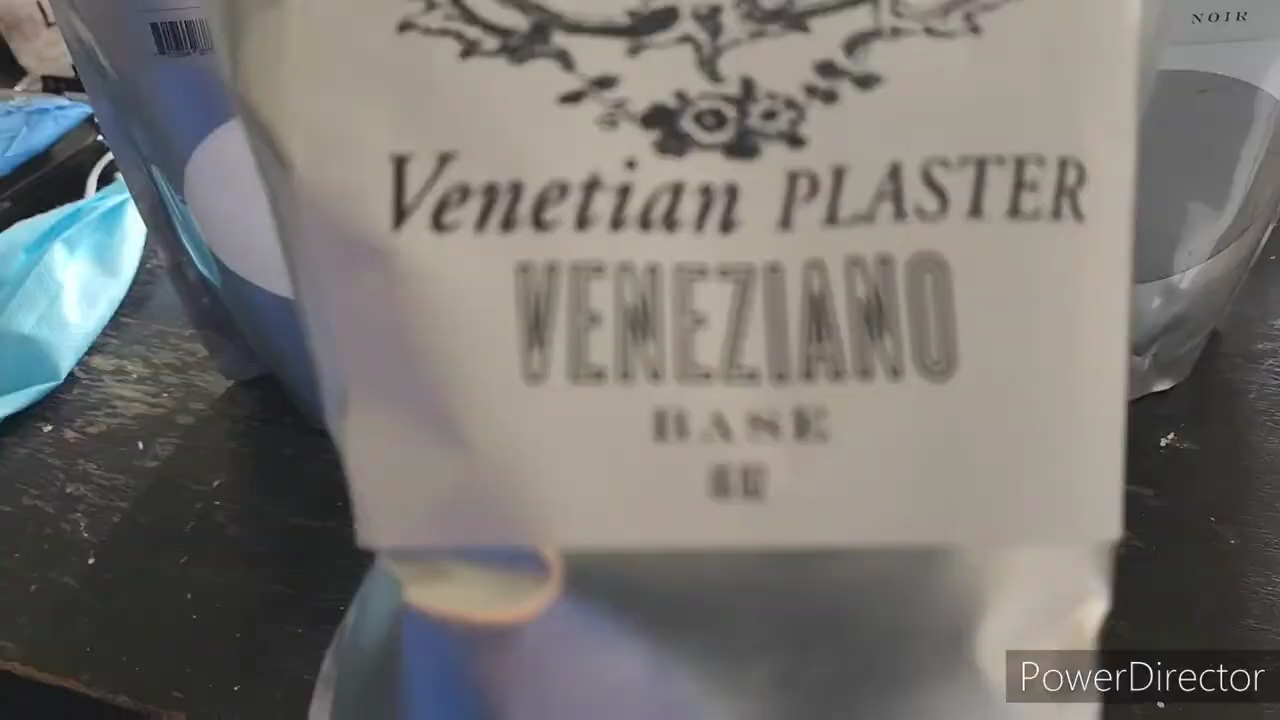 NOIR
Venetian PLASTER
VENEZIANO
BASE
PowerDirector